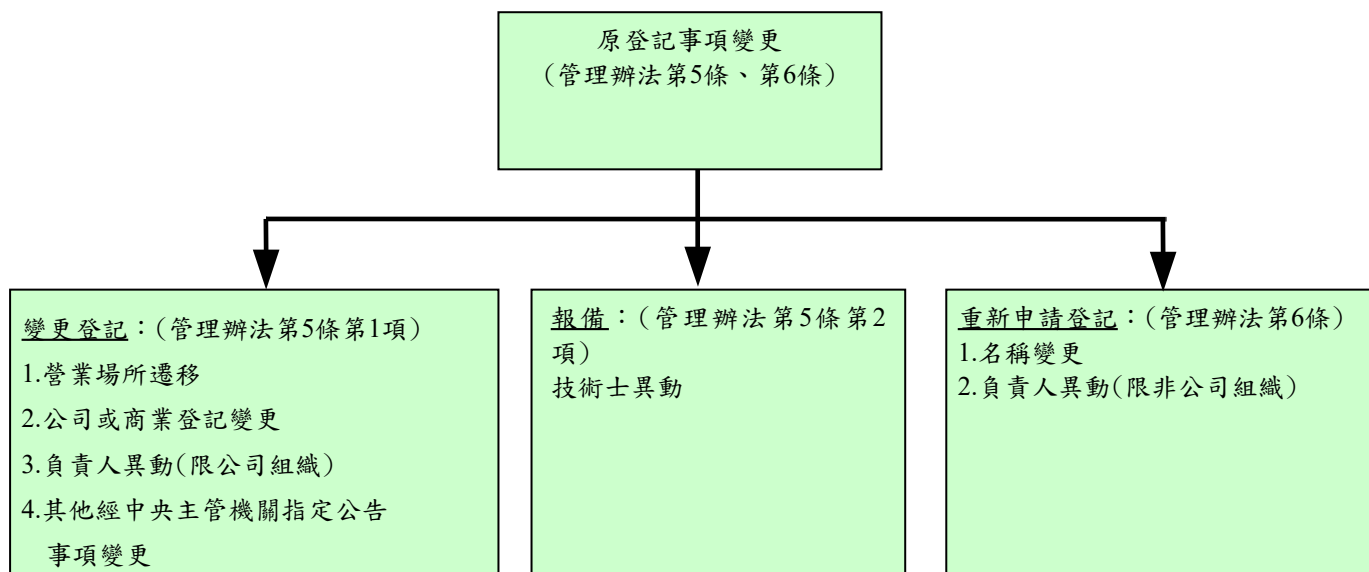 原登記事項變更
(管理辦法第5條、第6條)
變更登記：(管理辦法第5條第1項)
1.營業場所遷移
2.公司或商業登記變更
3.負責人異動(限公司組織)
4.其他經中央主管機關指定公告
事項變更
報備：(管理辦法第5條第2
項)
技術士異動
重新申請登記：(管理辦法第6條)
1.名稱變更
2.負責人異動(限非公司組織)